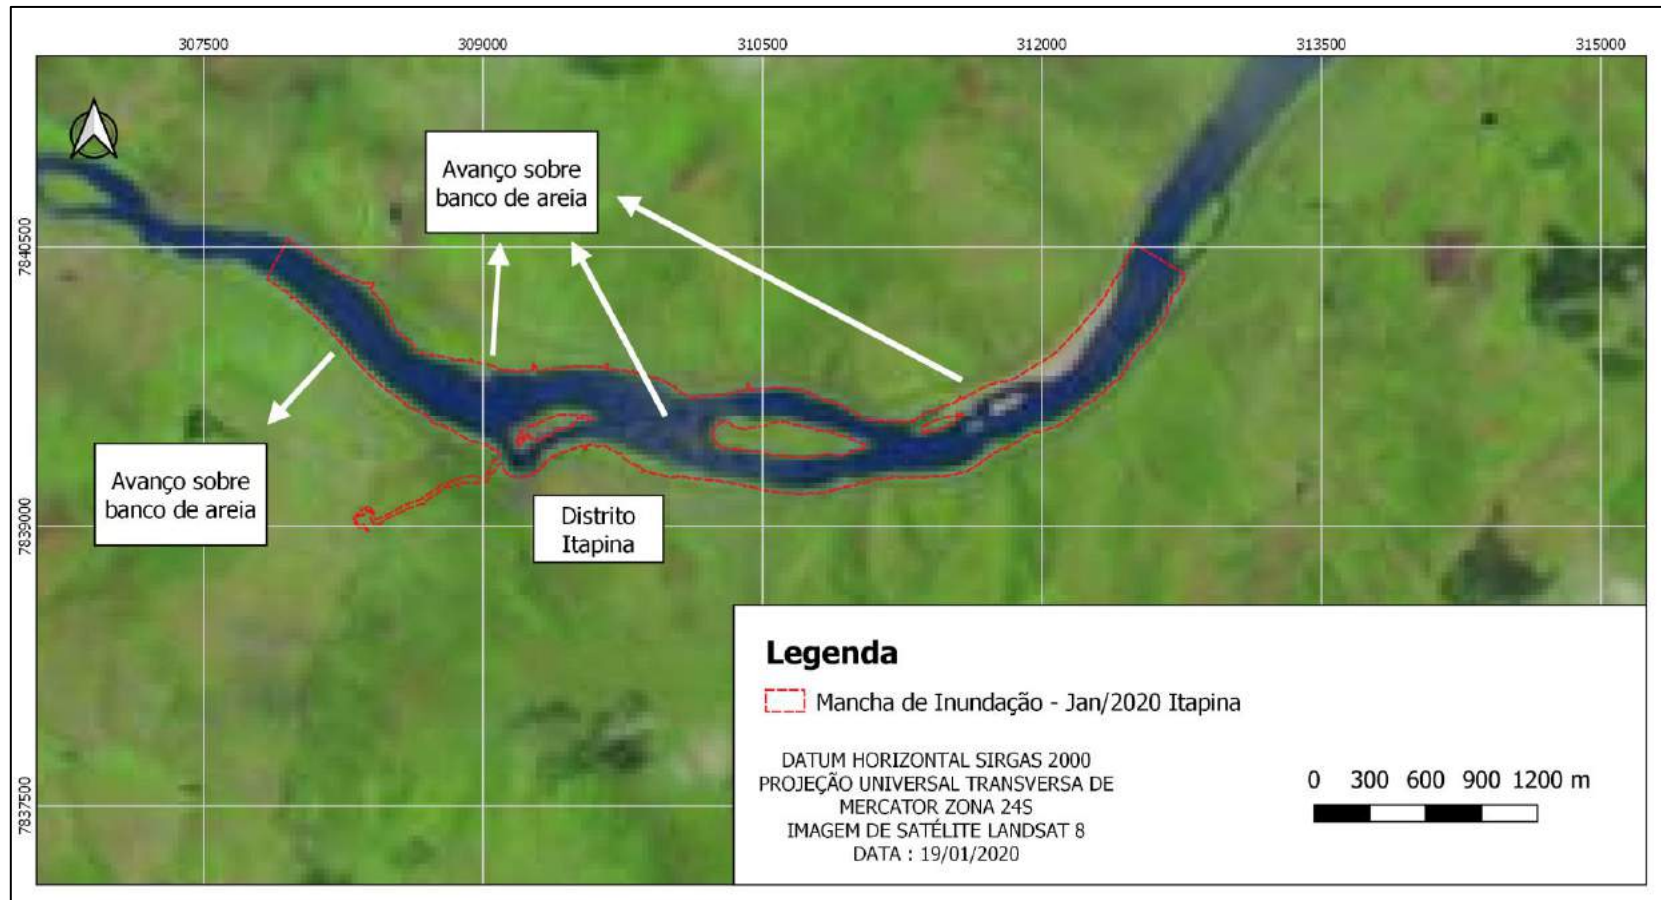 307500 309000 310500 312000 313500 315000
7840500
7839000
7837500
Avanço sobre
banco de areia
Avanço sobre
banco de areia
Distrito
Itapina
Legenda
Mancha de Inundação - Jan/2020 Itapina
DATUM HORIZONTAL SIRGAS 2000
PROJEÇÃO UNIVERSAL TRANSVERSA DE
MERCATOR ZONA 24S
IMAGEM DE SATÉLITE LANDSAT 8
DATA : 19/01/2020
0 300 600 900 1200 m